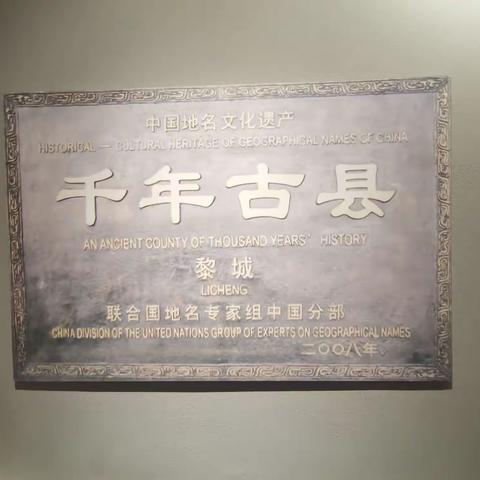 中国地名文化遗产
HISTORICAL — CULTURAL HERITAGE OF GEOGRAPHICAL NAMES OF CHINA
千年古县
AN ANCIENT COUNTY OF THOUSAND YEARS' HISTORY
黎城
LICHENG
联合国地名专家组中国分部
CHINA DIVISION OF THE UNITED NATIONS GROUP OF EXPERTS ON GEOGRAPHICAL NAMES
二〇〇八年